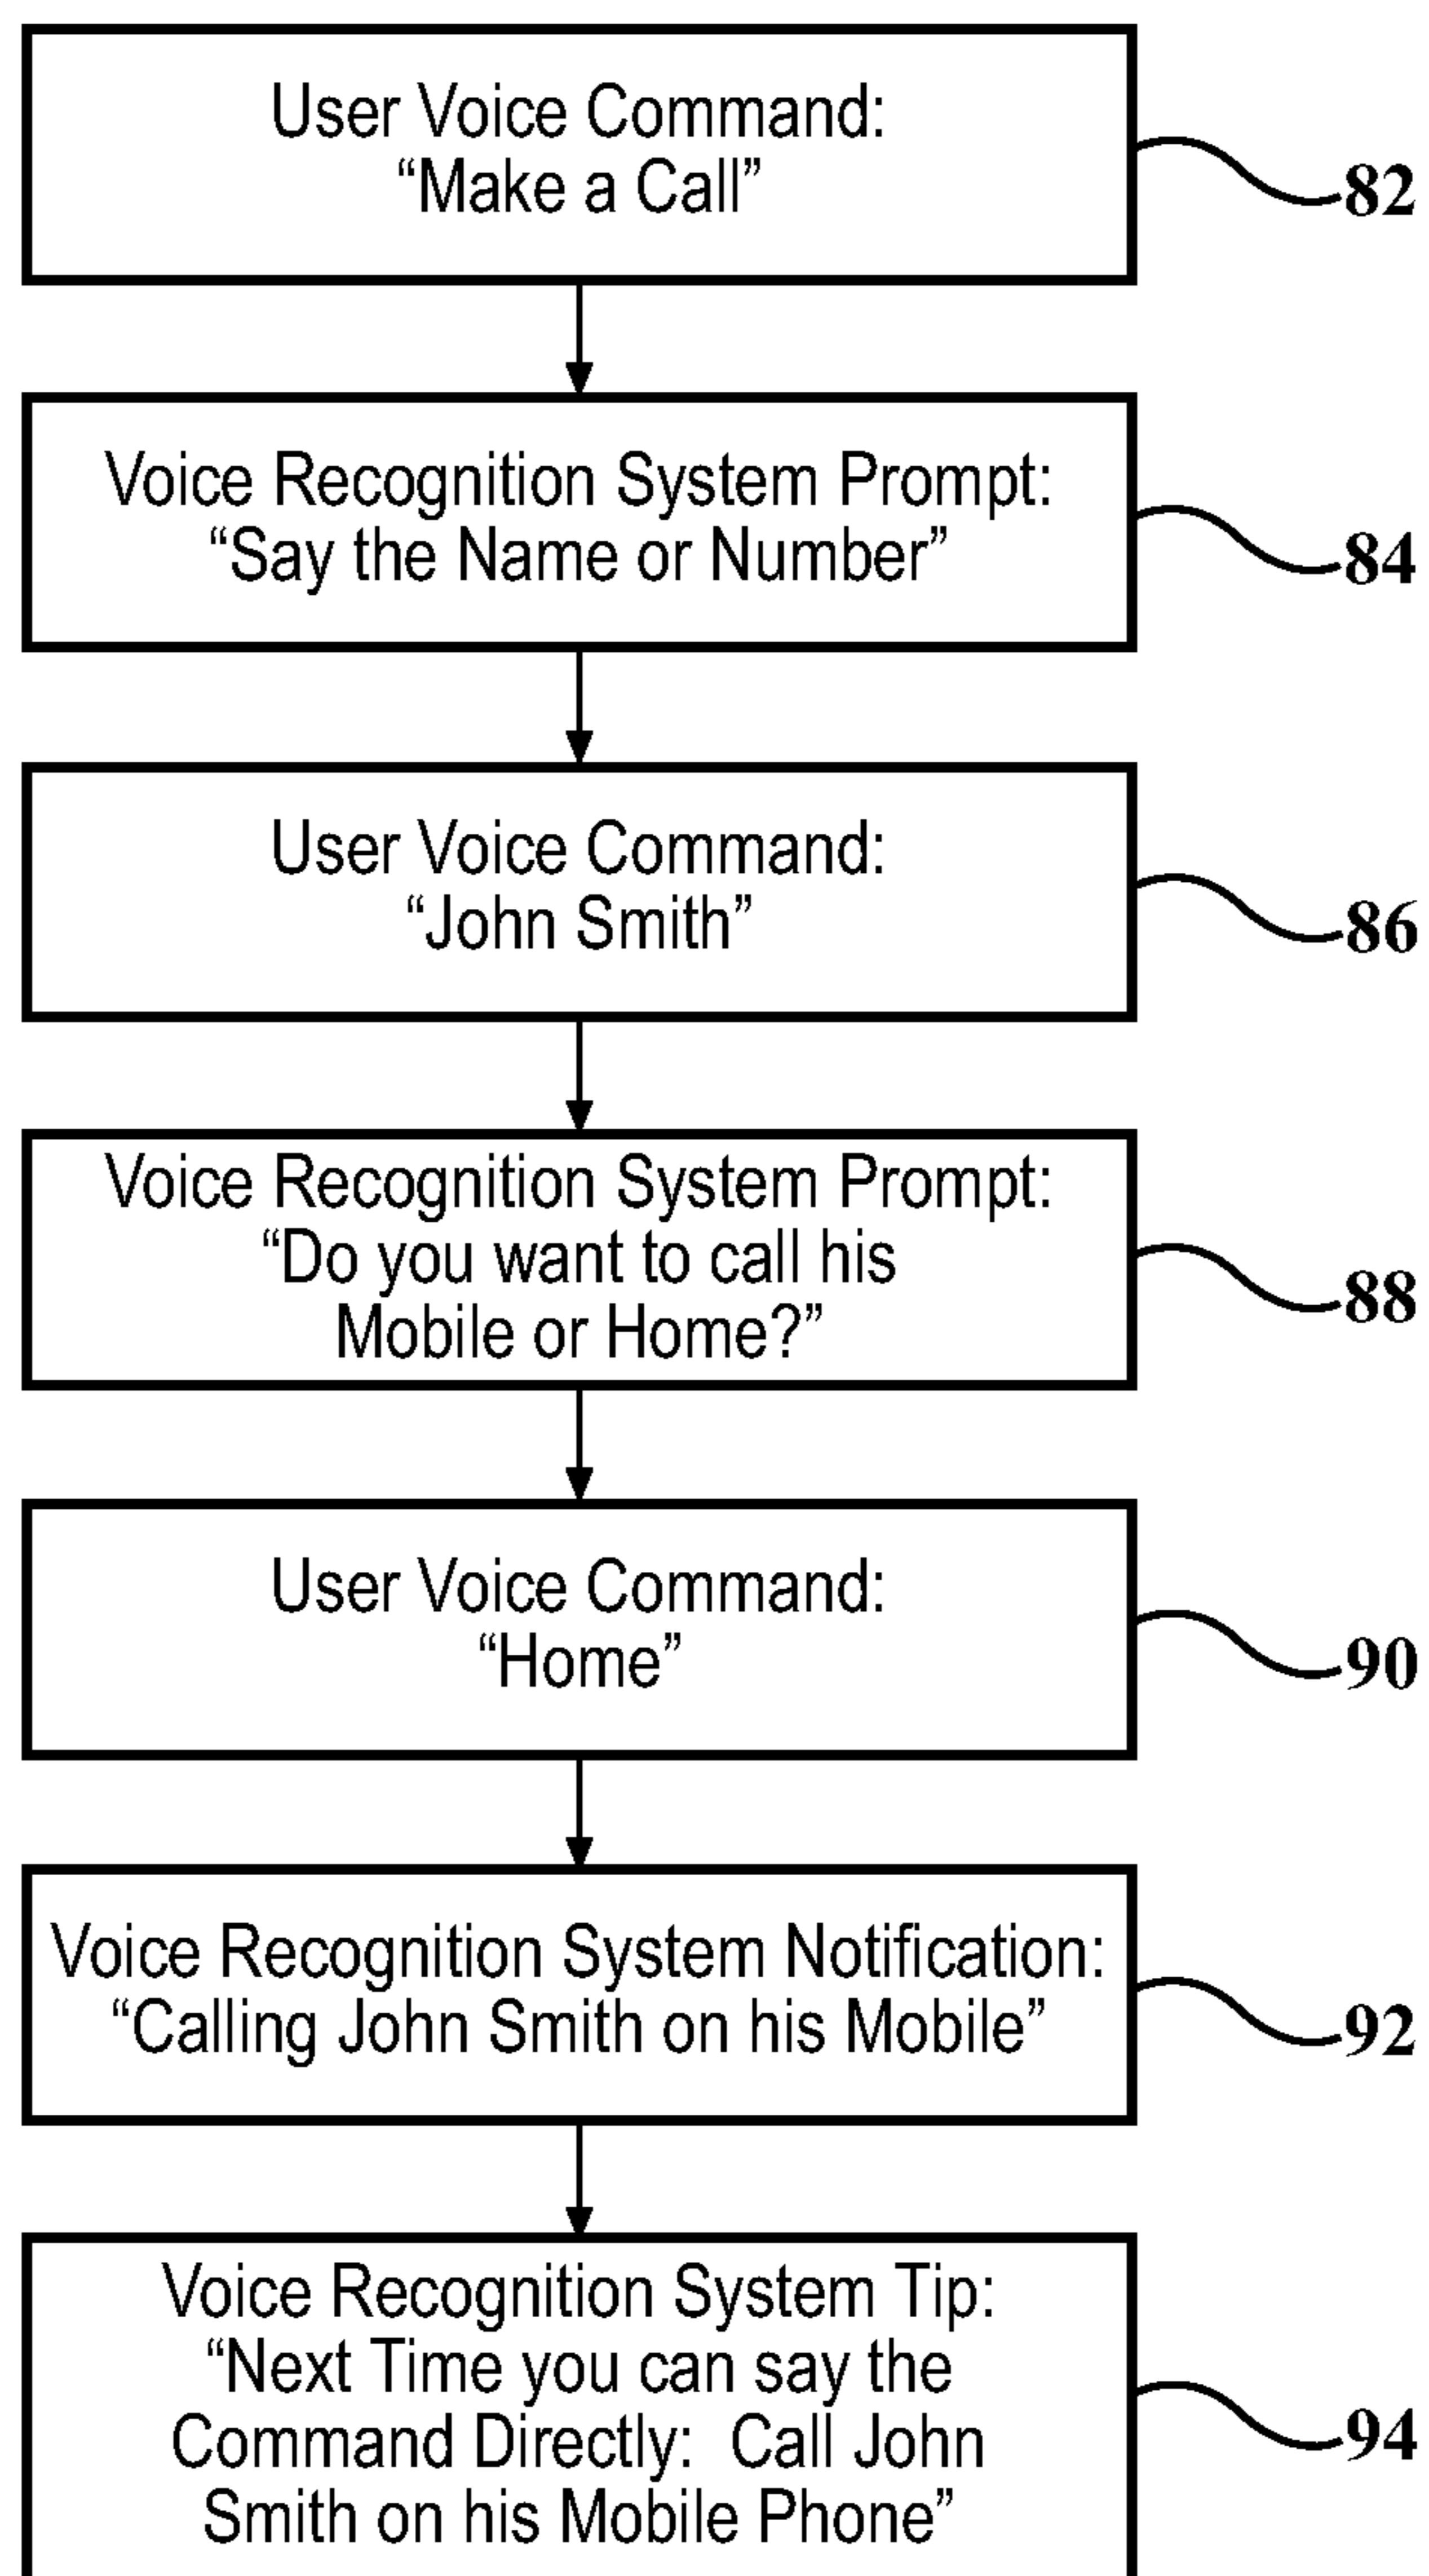 User Voice Command:
“Make a Call”
82
Voice Recognition System Prompt:
“Say the Name or Number”
84
User Voice Command:
“John Smith”
86
Voice Recognition System Prompt:
“Do you want to call his
Mobile or Home?”
88
User Voice Command:
“Home”
90
Voice Recognition System Notification:
“Calling John Smith on his Mobile”
92
Voice Recognition System Tip:
“Next Time you can say the
Command Directly: Call John
Smith on his Mobile Phone”
94